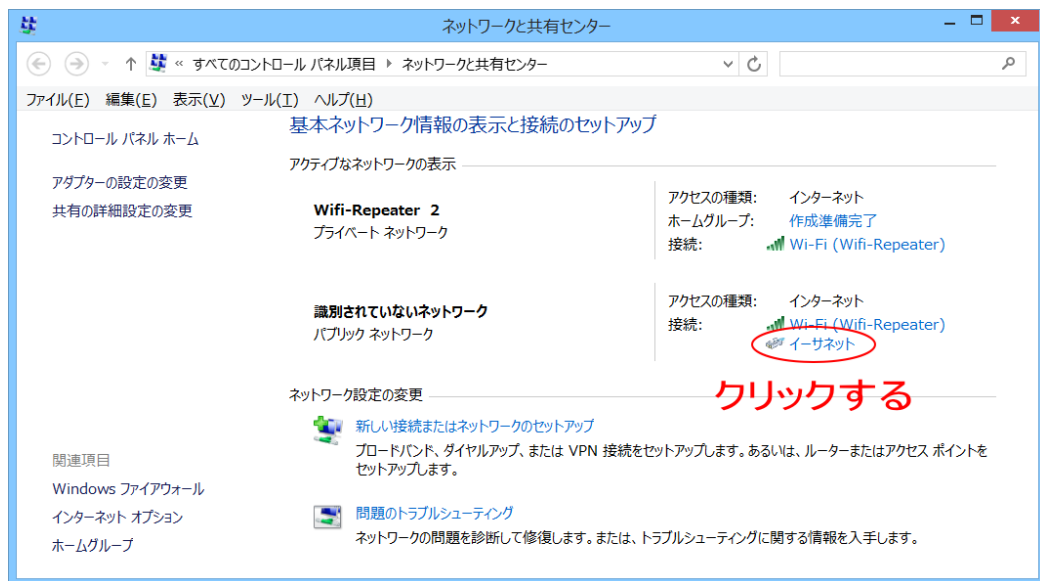 ネットワークと共有センター
« すべてのコントロール パネル項目 ネットワークと共有センター
ファイル(F) 編集(E) 表示(V) ツール(T) ヘルプ(H)
コントロール パネル ホーム
アダプターの設定の変更
共有の詳細設定の変更
基本ネットワーク情報の表示と接続のセットアップ
アクティブなネットワークの表示
Wifi-Repeater 2
プライベート ネットワーク
アクセスの種類: インターネット
ホームグループ: 作成準備完了
接続: Wi-Fi (Wifi-Repeater)
識別されていないネットワーク
パブリック ネットワーク
アクセスの種類: インターネット
接続: Wi-Fi (Wifi-Repeater)
イーサネット
クリックする
ネットワーク設定の変更
新しい接続またはネットワークのセットアップ
ブロードバンド、ダイヤルアップ、または VPN 接続をセットアップします。あるいは、ルーターまたはアクセス ポイントを
セットアップします。
問題のトラブルシューティング
ネットワークの問題を診断して修復します。または、トラブルシューティングに関する情報を入手します。
関連項目
Windows ファイアウォール
インターネット オプション
ホームグループ